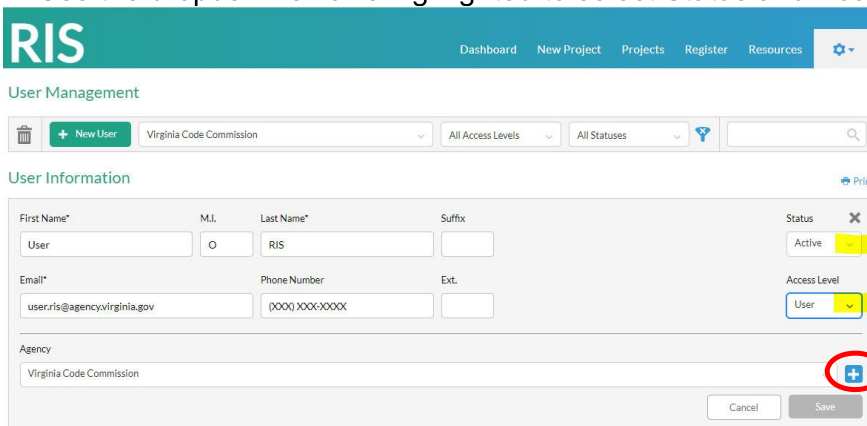 RIS
Dashboard New Project Projects Register Resources
User Management
+ New User Virginia Code Commission All Access Levels All Statuses
User Information
First Name* M.I. Last Name* Suffix Status
User O RIS Active
Email* Phone Number Ext. Access Level
user.ris@agency.virginia.gov (XXX) XXX-XXXX User
Agency
Virginia Code Commission
Cancel Save